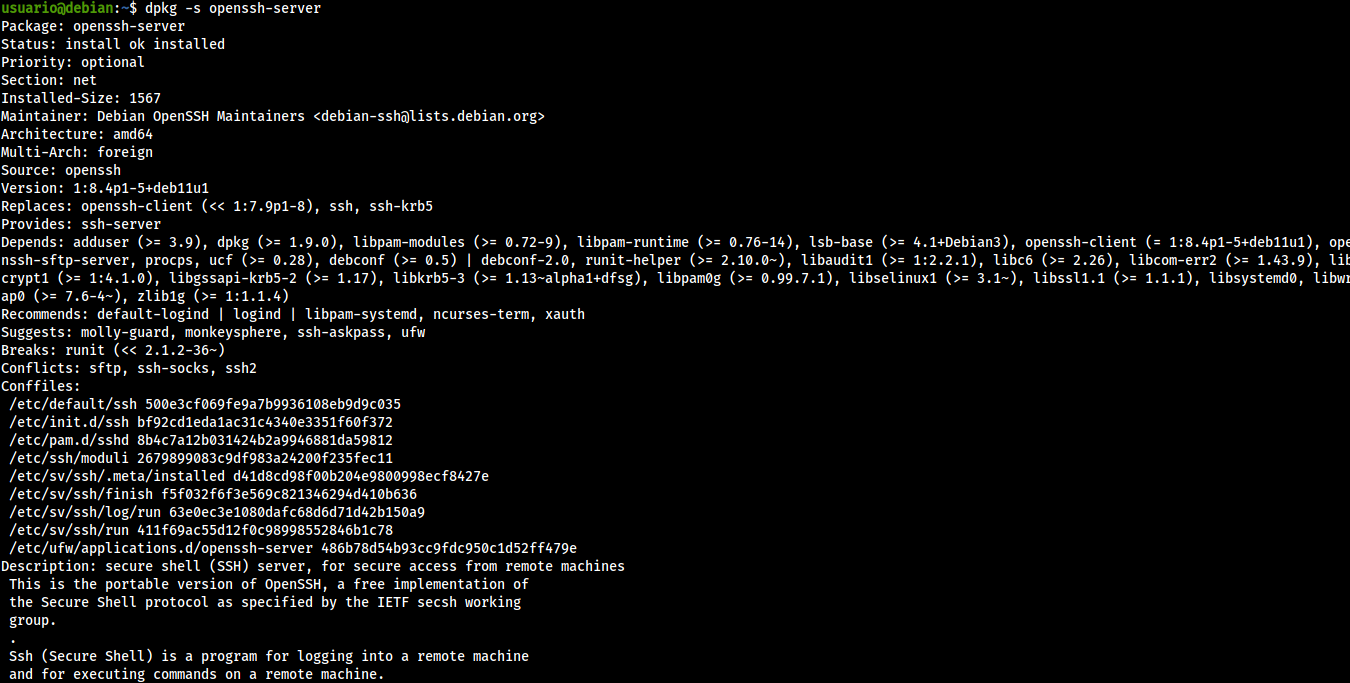 usuario@debian:~$ dpkg -s openssh-server
Package: openssh-server
Status: install ok installed
Priority: optional
Section: net
Installed-Size: 1567
Maintainer: Debian OpenSSH Maintainers <debian-ssh@lists.debian.org>
Architecture: amd64
Multi-Arch: foreign
Source: openssh
Version: 1:8.4p1-5+deb11u1
Replaces: openssh-client (<< 1:7.9p1-8), ssh, ssh-krb5
Provides: ssh-server
Depends: adduser (>= 3.9), dpkg (>= 1.9.0), libpam-modules (>= 0.72-9), libpam-runtime (>= 0.76-14), lsb-base (>= 4.1+Debian3), openssh-client (= 1:8.4p1-5+deb11u1), ope
nssh-sftp-server, procps, ucf (>= 0.28), debconf (>= 0.5) | debconf-2.0, runit-helper (>= 2.10.0~), libaudit1 (>= 1:2.2.1), libc6 (>= 2.26), libcom-err2 (>= 1.43.9), lib
crypt1 (>= 1:4.1.0), libgssapi-krb5-2 (>= 1.17), libkrb5-3 (>= 1.13~alpha1+dfsg), libpam0g (>= 0.99.7.1), libselinux1 (>= 3.1~), libssl1.1 (>= 1.1.1), libsystemd0, libwr
ap0 (>= 7.6-4~), zlib1g (>= 1:1.1.4)
Recommends: default-logind | logind | libpam-systemd, ncurses-term, xauth
Suggests: molly-guard, monkeysphere, ssh-askpass, ufw
Breaks: runit (<< 2.1.2-36~)
Conflicts: sftp, ssh-socks, ssh2
Conffiles:
 /etc/default/ssh 500e3cf069fe9a7b9936108eb9d9c035
 /etc/init.d/ssh bf92cd1eda1ac31c4340e3351f60f372
 /etc/pam.d/sshd 8b4c7a12b031424b2a9946881da59812
 /etc/ssh/moduli 2679899083c9df983a24200f235fec11
 /etc/sv/ssh/.meta/installed d41d8cd98f00b204e9800998ecf8427e
 /etc/sv/ssh/finish f5f032f6f3e569c821346294d410b636
 /etc/sv/ssh/log/run 63e0ec3e1080dafc68d6d71d42b150a9
 /etc/sv/ssh/run 411f69ac55d12f0c98998552846b1c78
 /etc/ufw/applications.d/openssh-server 486b78d54b93cc9fdc950c1d52ff479e
Description: secure shell (SSH) server, for secure access from remote machines
 This is the portable version of OpenSSH, a free implementation of
 the Secure Shell protocol as specified by the IETF secsh working
 group.
 .
 Ssh (Secure Shell) is a program for logging into a remote machine
 and for executing commands on a remote machine.